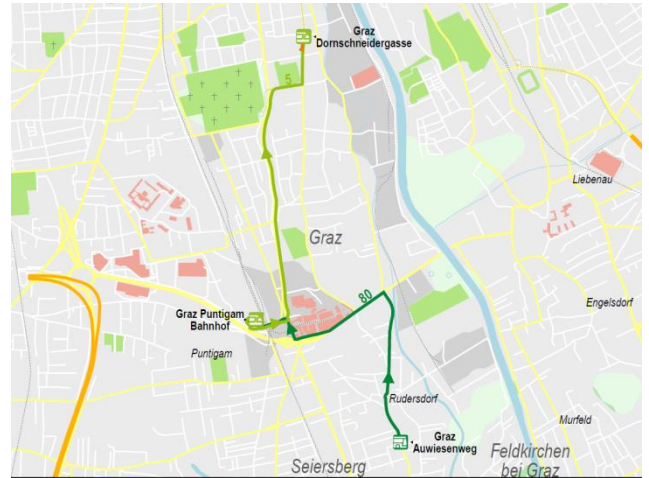 Graz
Dornschneidergasse
5
Liebenau
Graz
80
Engelsdorf
Graz Puntigam
Bahnhof
Puntigam
Rudersdorf
Murfeld
Graz
Auwiesenweg
Feldkirchen
bei Graz
Seiersberg